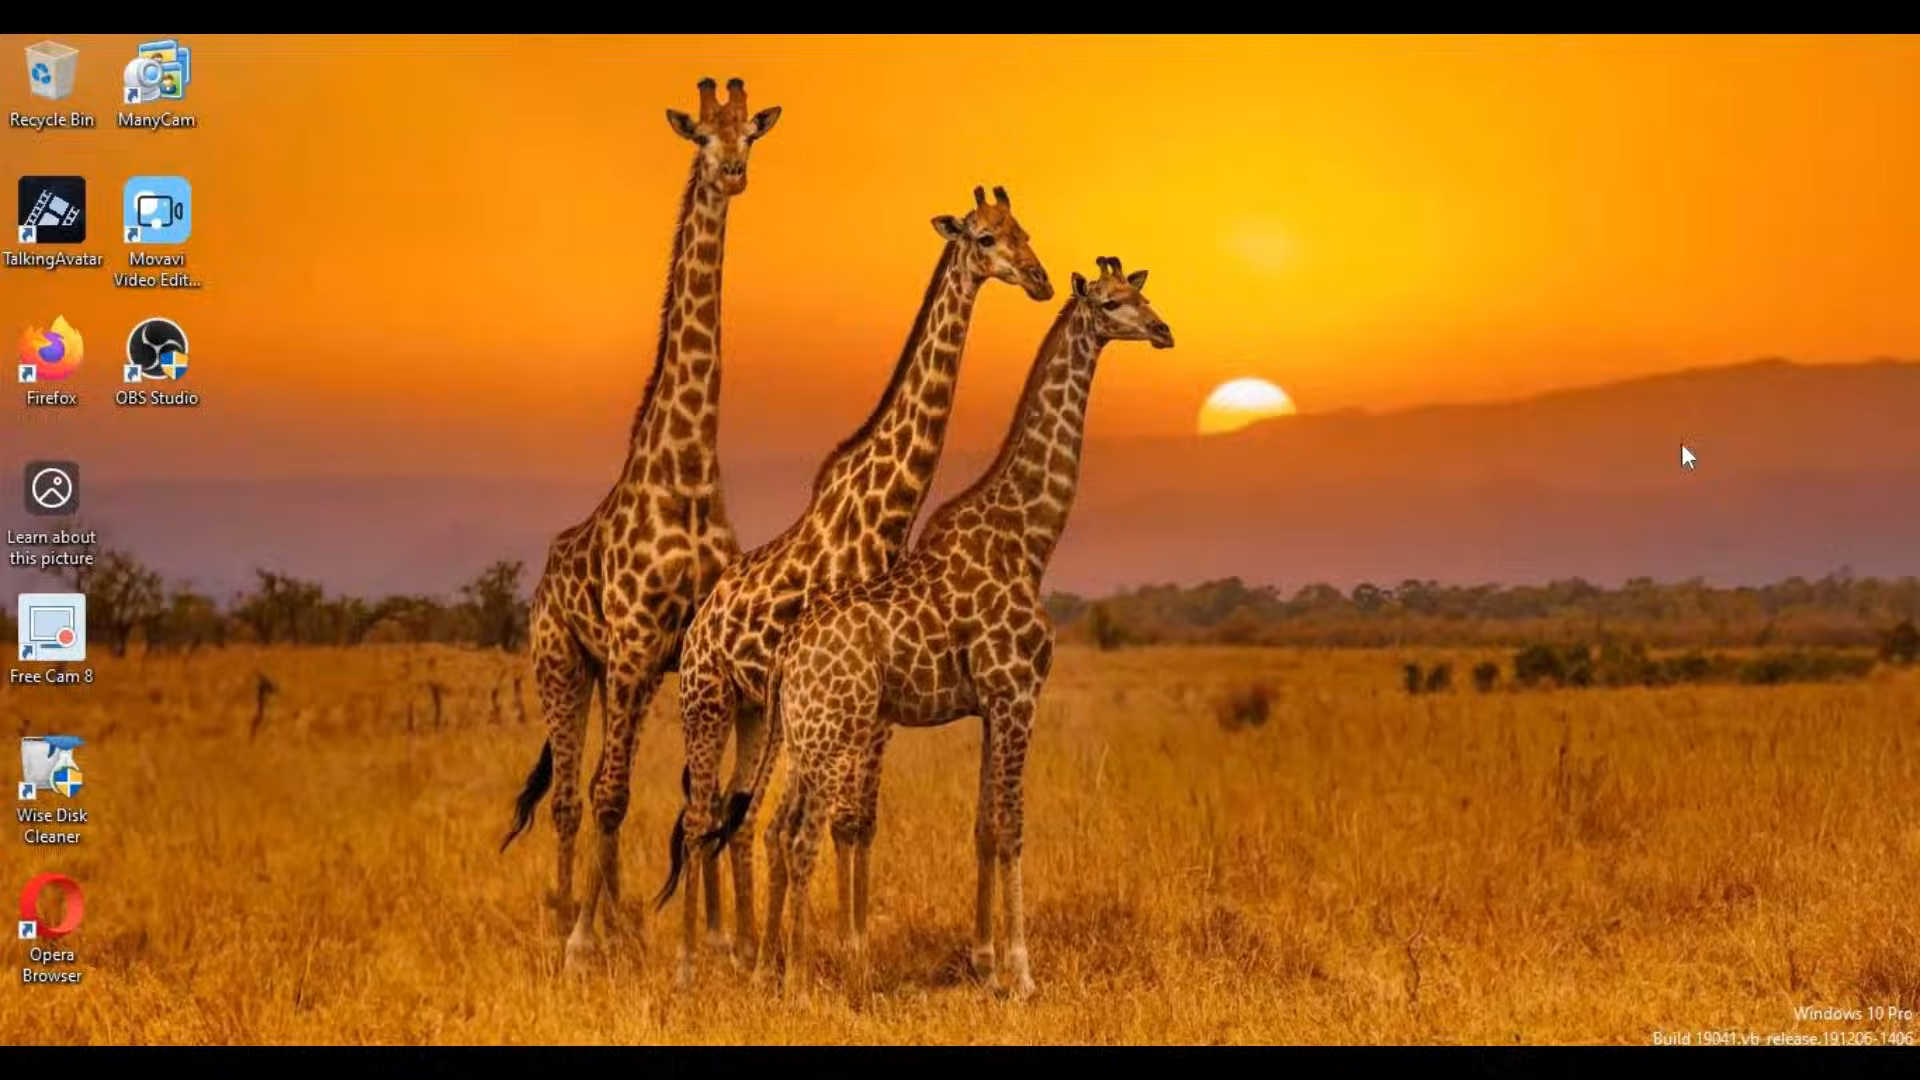 Recycle Bin
ManyCam
TalkingAvatar
Movavi
Video Edit...
Firefox
OBS Studio
Learn about
this picture
Free Cam 8
Wise Disk
Cleaner
Opera
Browser
Windows 10 Pro
Build 19041.vb_release.191206-1406